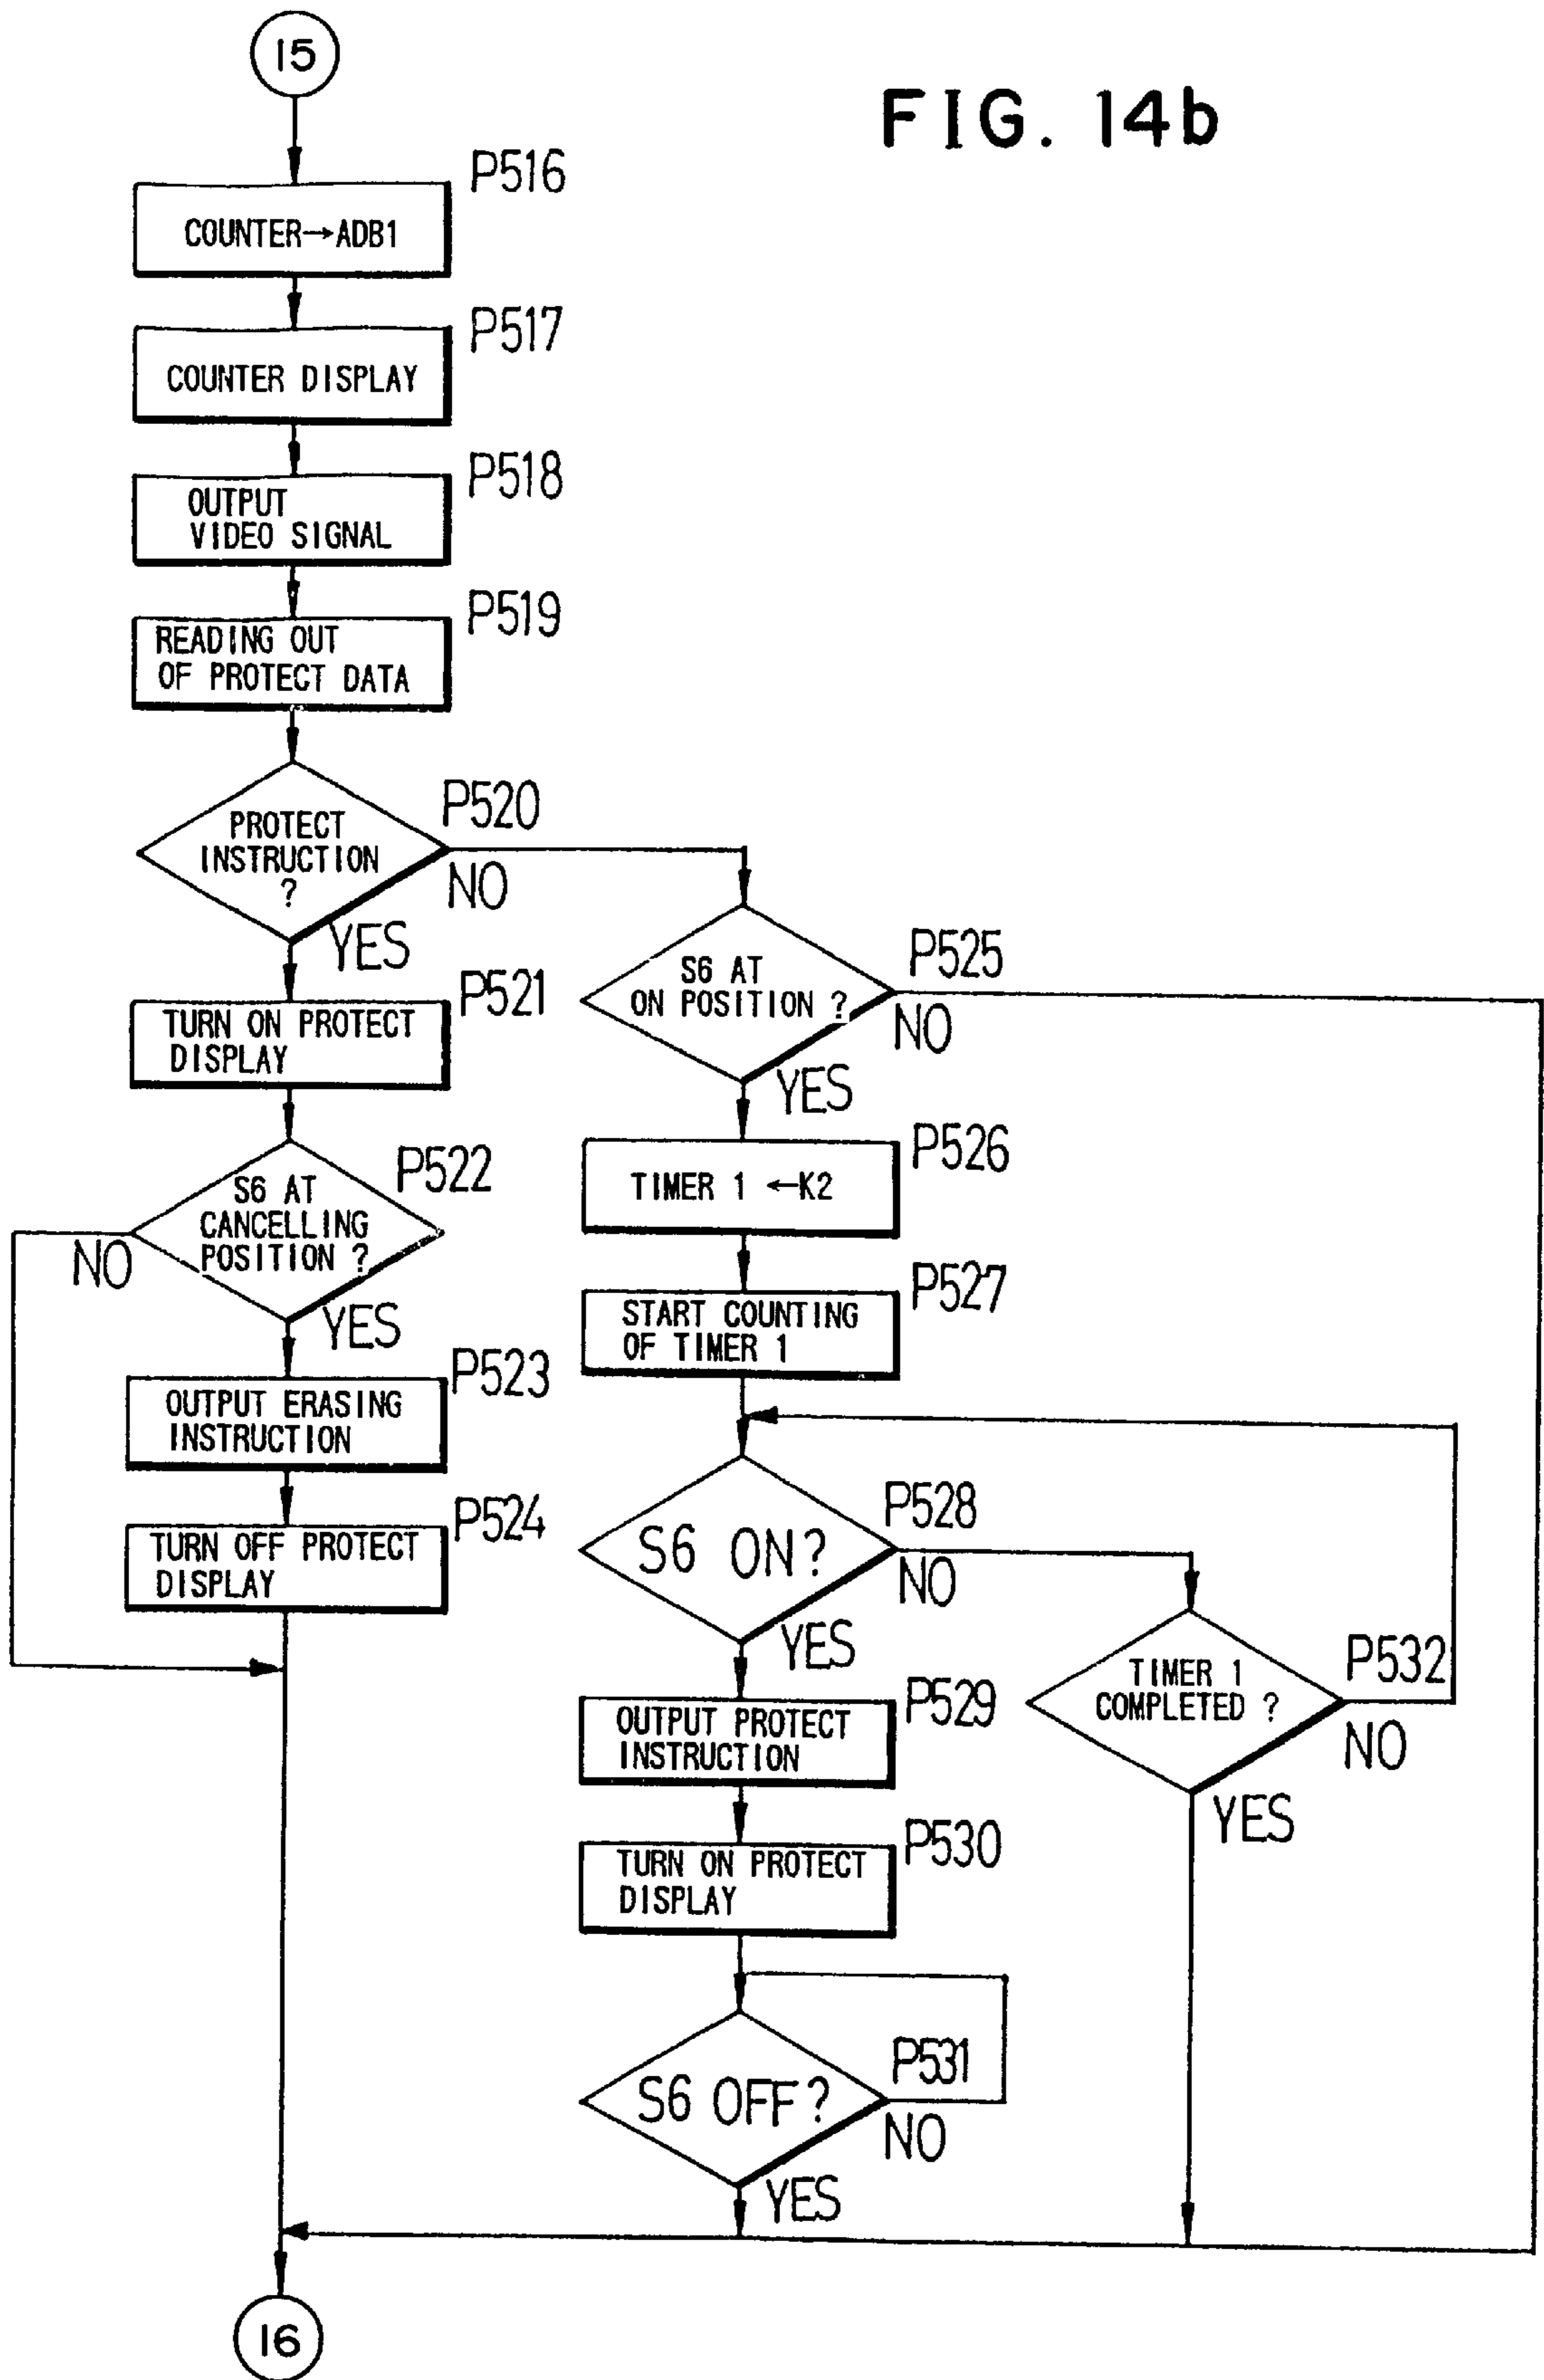 15
FIG. 14b
P516
COUNTER→ADB1
P517
COUNTER DISPLAY
P518
OUTPUT
VIDEO SIGNAL
P519
READING OUT
OF PROTECT DATA
P520
PROTECT
INSTRUCTION
?
NO
YES
P521
TURN ON PROTECT
DISPLAY
P522
S6 AT
CANCELLING
POSITION ?
NO
YES
P523
OUTPUT ERASING
INSTRUCTION
P524
TURN OFF PROTECT
DISPLAY
P525
S6 AT
ON POSITION ?
NO
YES
P526
TIMER 1 ←K2
P527
START COUNTING
OF TIMER 1
P528
S6 ON?
NO
YES
P529
OUTPUT PROTECT
INSTRUCTION
P530
TURN ON PROTECT
DISPLAY
P531
S6 OFF?
NO
YES
P532
TIMER 1
COMPLETED ?
NO
YES
16